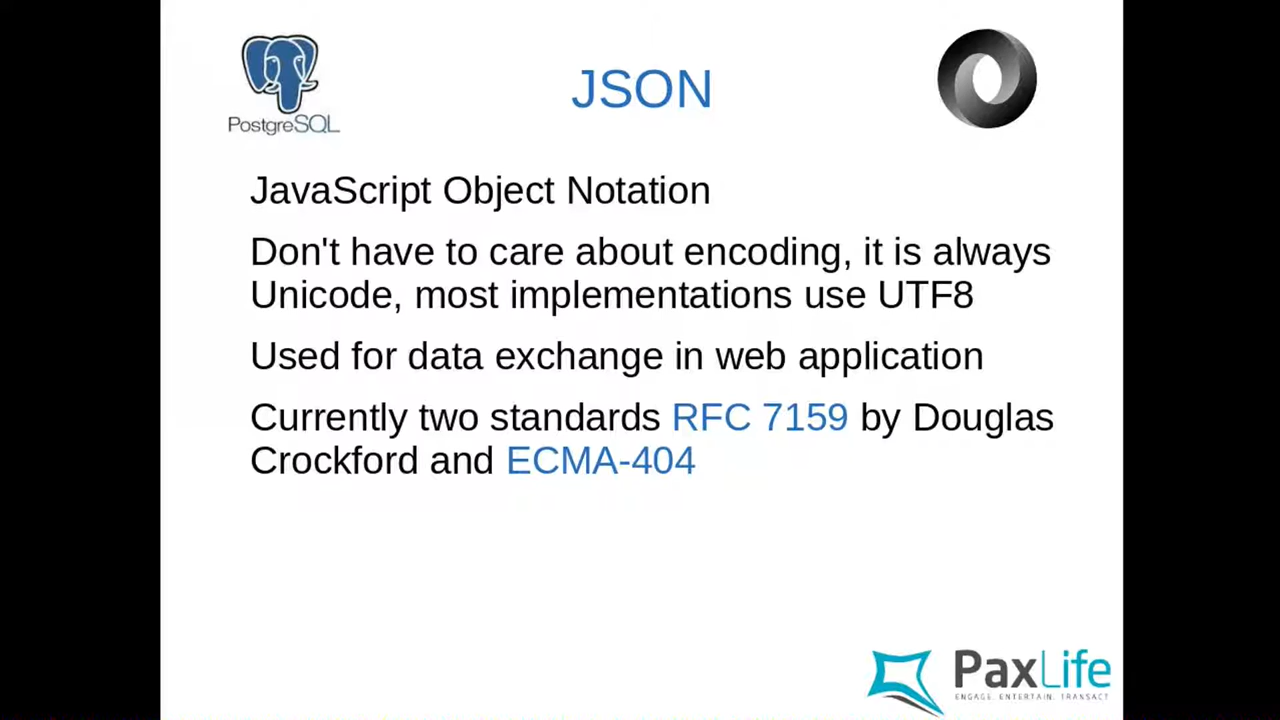 PostgreSQL
JSON
JavaScript Object Notation
Don't have to care about encoding, it is always
Unicode, most implementations use UTF8
Used for data exchange in web application
Currently two standards RFC 7159 by Douglas
Crockford and ECMA-404
PaxLife
ENGAGE. ENTERTAIN. TRANSACT